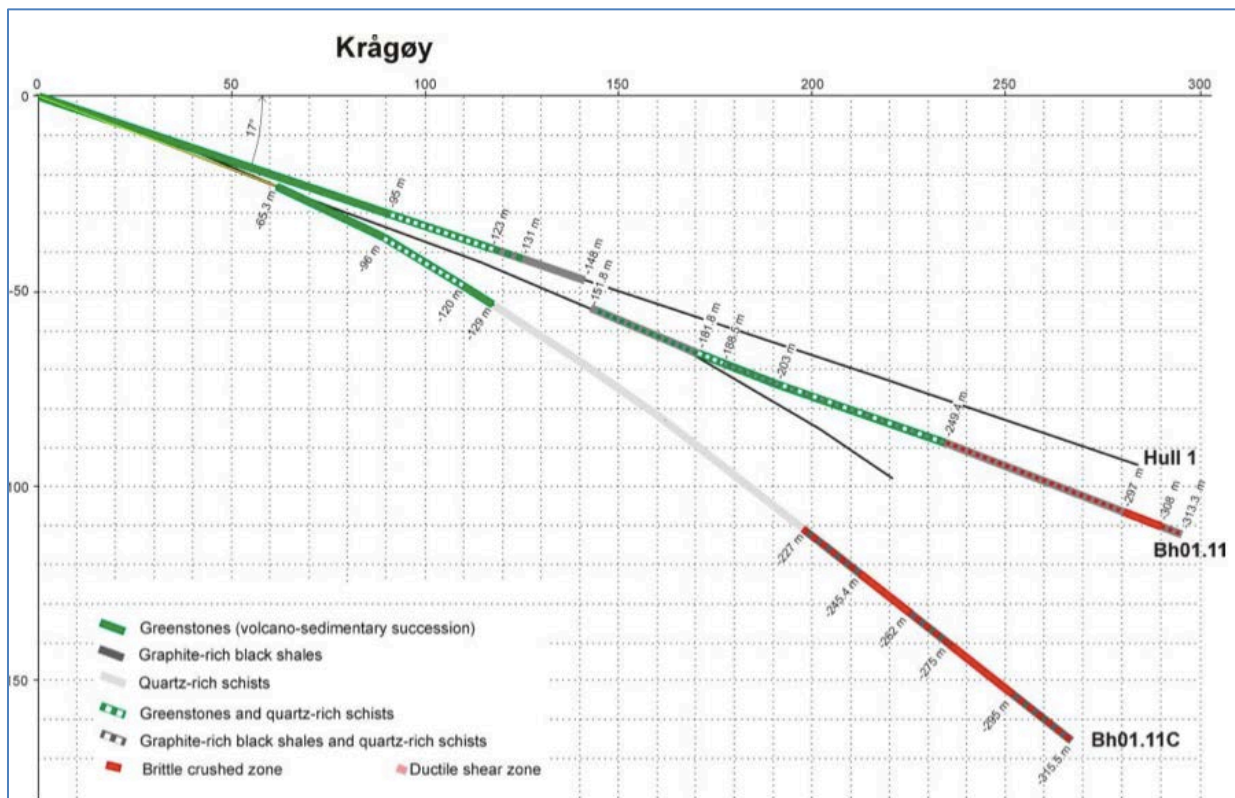 Krågøy
0 50 100 150 200 250 300
0
17°
-95 m
-65.3 m
-123 m
-131 m
-96 m
-148 m
-151.8 m
-50
-120 m
-129 m
-181.8 m
-188.5 m
-203 m
-249.4 m
Hull 1
100
-297 m
-308 m
-313.3 m
-227 m
Bh01.11
-245.4 m
-262 m
-275 m
150
-295 m
Bh01.11C
-315.5 m
Greenstones (volcano-sedimentary succession)
Graphite-rich black shales
Quartz-rich schists
Greenstones and quartz-rich schists
Graphite-rich black shales and quartz-rich schists
Brittle crushed zone Ductile shear zone